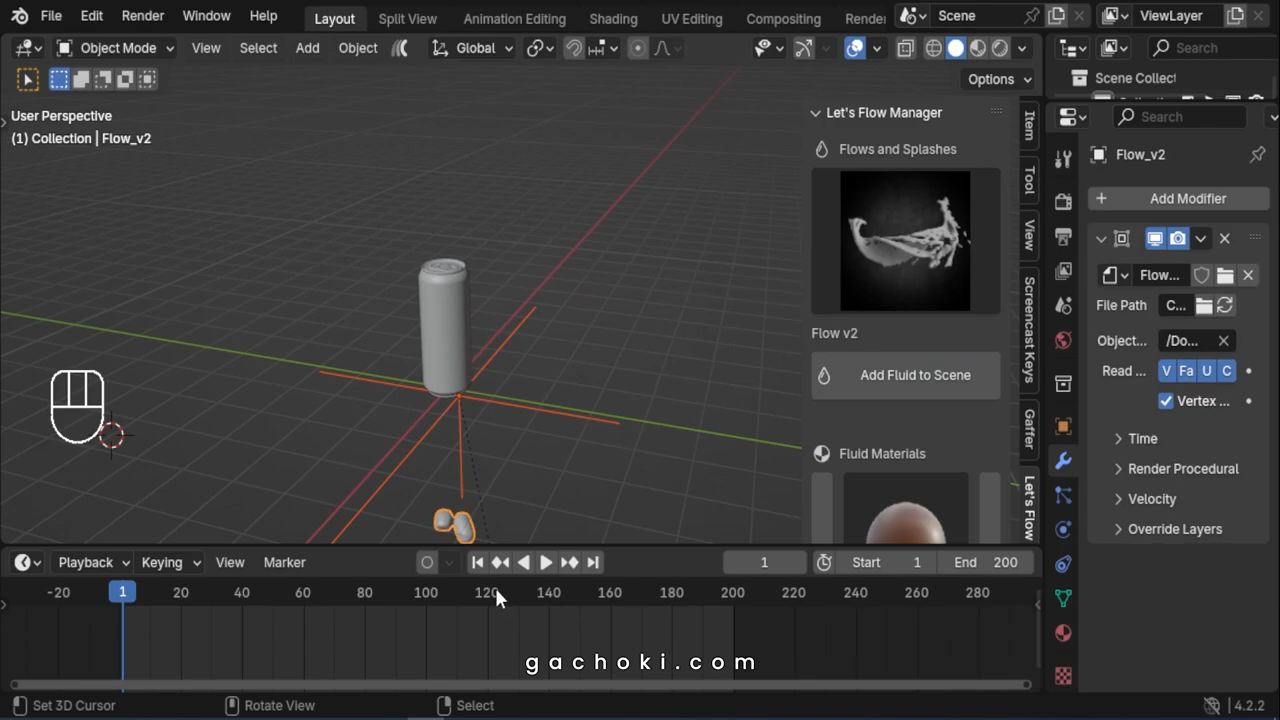 File Edit Render Window Help Layout Split View Animation Editing Shading UV Editing Compositing Render Scene ViewLayer
Object Mode View Select Add Object Global Search
Options Scene Collect
User Perspective
(1) Collection | Flow_v2
Let's Flow Manager
Flows and Splashes
Flow v2
Add Fluid to Scene
Fluid Materials
Item
Tool
View
Screencast Keys
Gaffer
Let's Flow
Search
Flow_v2
Add Modifier
Flow...
File Path C...
Object... /Do...
Read ... V Fa U C
Vertex ...
Time
Render Procedural
Velocity
Override Layers
Playback Keying View Marker 1 Start 1 End 200
-20 1 20 40 60 80 100 120 140 160 180 200 220 240 260 280
gachoki.com
Set 3D Cursor Rotate View Select 4.2.2